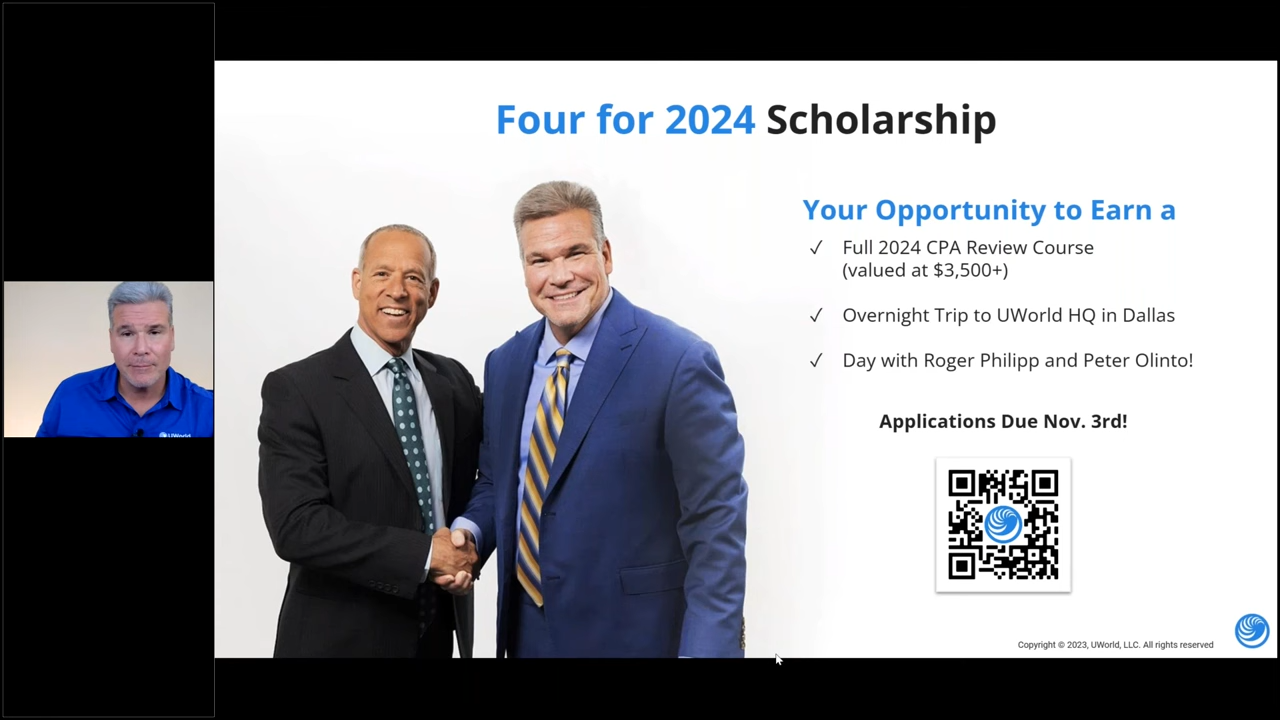 Four for 2024 Scholarship
Your Opportunity to Earn a
✓ Full 2024 CPA Review Course
(valued at $3,500+)
✓ Overnight Trip to UWorld HQ in Dallas
✓ Day with Roger Philipp and Peter Olinto!
Applications Due Nov. 3rd!
UWorld
Copyright © 2023, UWorld, LLC. All rights reserved